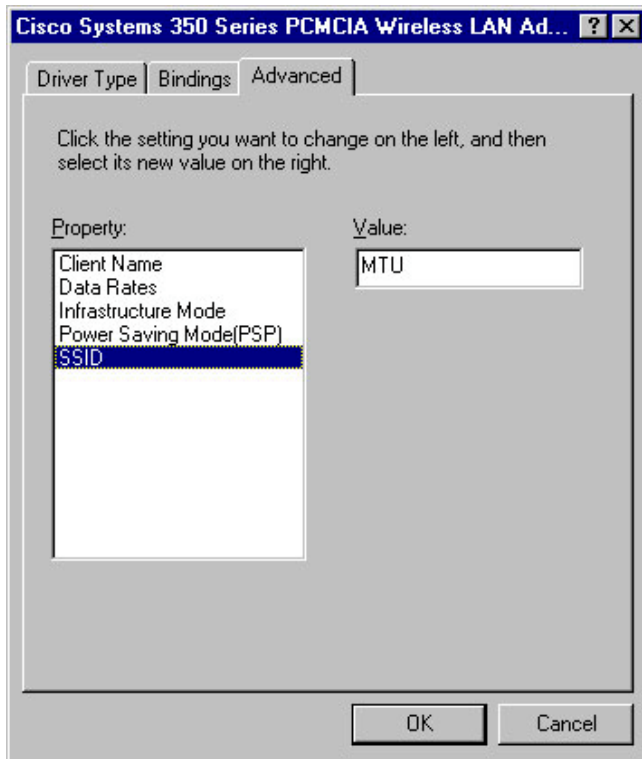 Cisco Systems 350 Series PCMCIA Wireless LAN Ad... ? X
Driver Type Bindings Advanced
Click the setting you want to change on the left, and then
select its new value on the right.
Property: Value:
Client Name MTU
Data Rates
Infrastructure Mode
Power Saving Mode(PSP)
SSID
OK Cancel